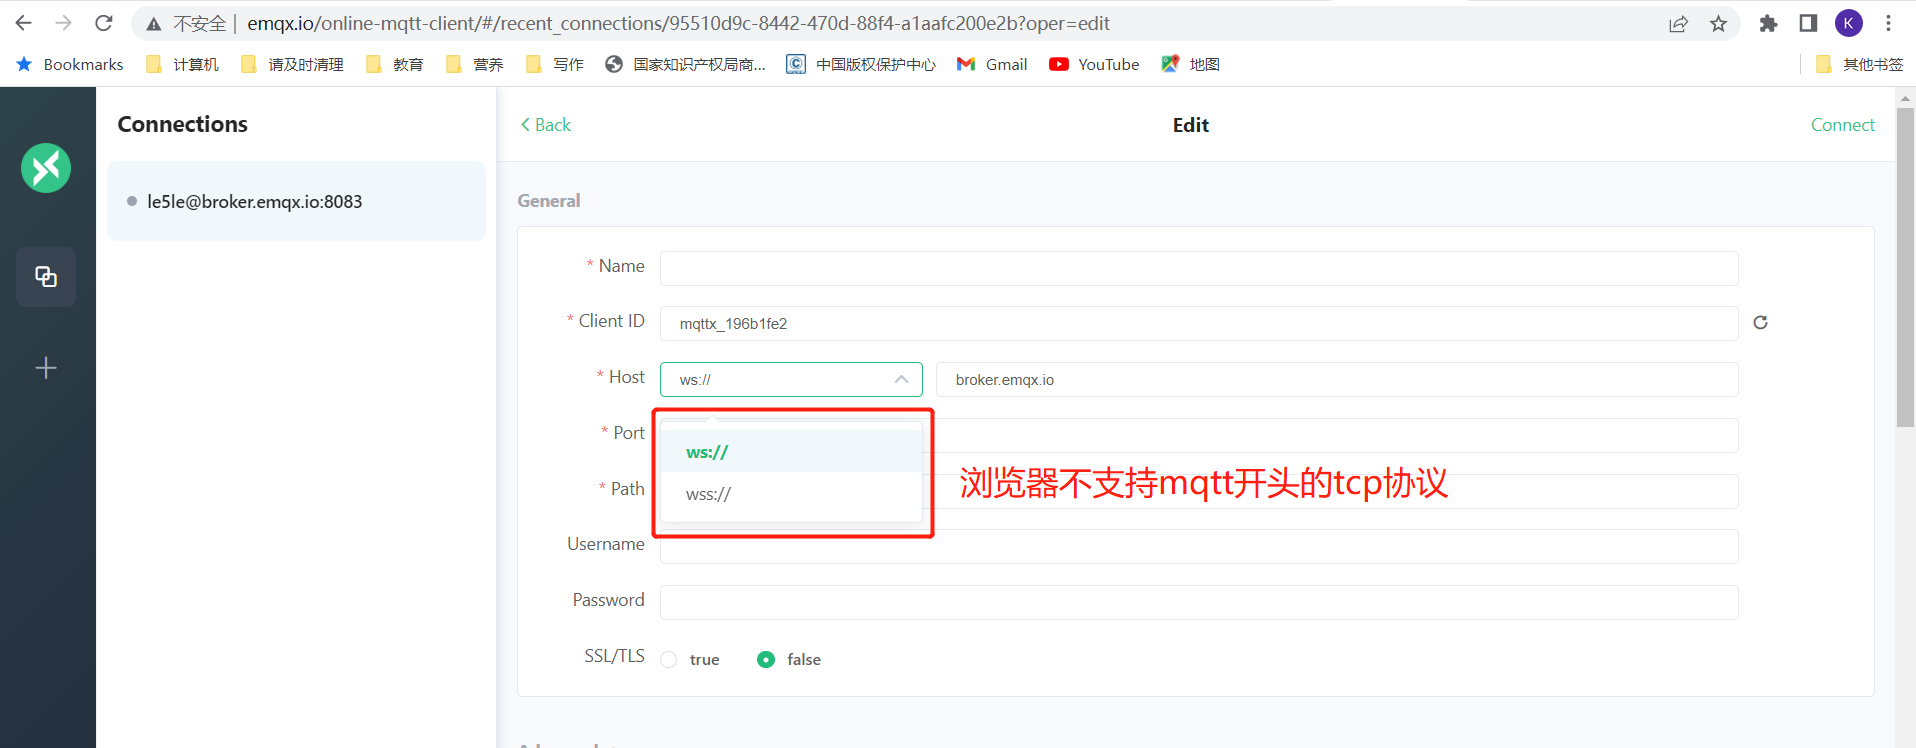 不安全 | emqx.io/online-mqtt-client/#/recent_connections/95510d9c-8442-470d-88f4-a1aafc200e2b?oper=edit
K
Bookmarks 计算机 请及时清理 教育 营养 写作 国家知识产权局商... 中国版权保护中心 Gmail YouTube 地图 其他书签
Connections
Back
Edit
Connect
le5le@broker.emqx.io:8083
General
* Name
* Client ID mqttx_196b1fe2
* Host ws:// broker.emqx.io
* Port
ws://
* Path
wss://
浏览器不支持mqtt开头的tcp协议
Username
Password
SSL/TLS true false